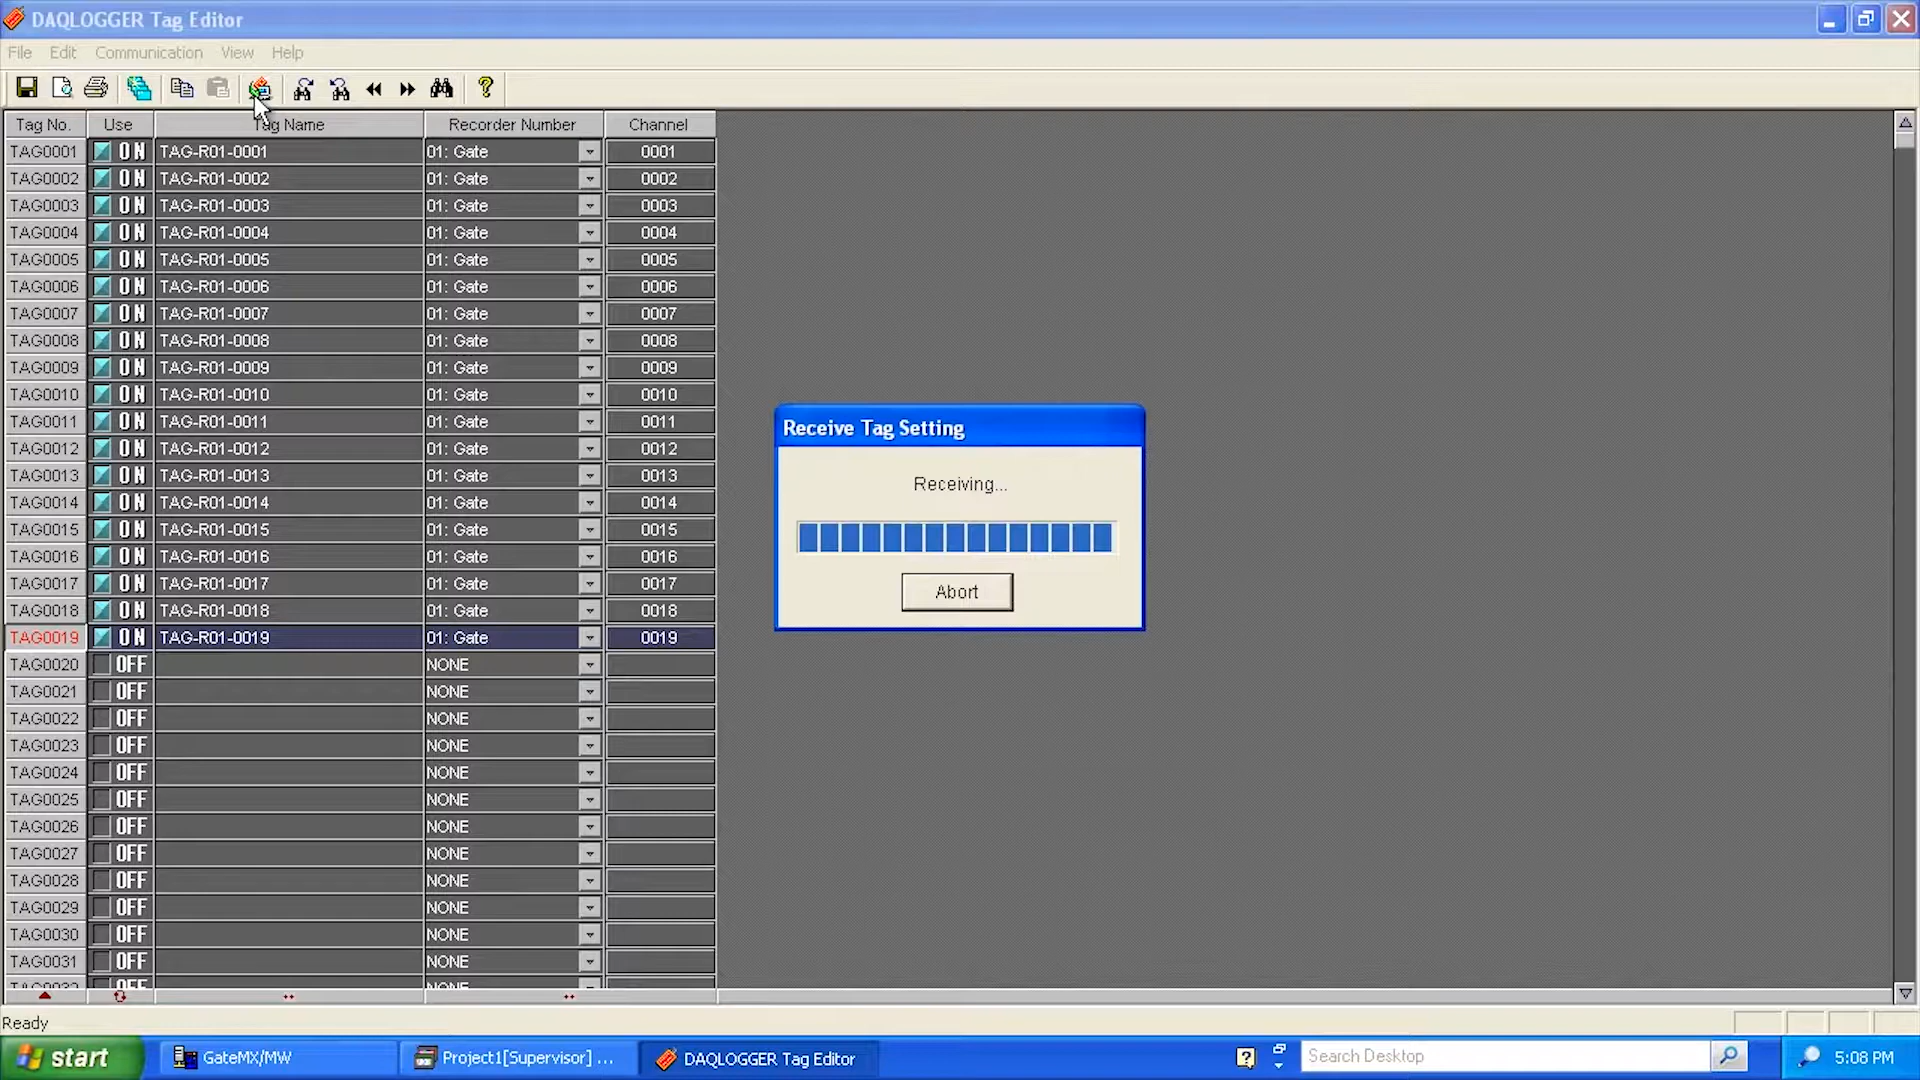 DAQLOGGER Tag Editor
File Edit Communication View Help
Tag No. Use Tag Name Recorder Number Channel
TAG0001 ON TAG-R01-0001 01: Gate 0001
TAG0002 ON TAG-R01-0002 01: Gate 0002
TAG0003 ON TAG-R01-0003 01: Gate 0003
TAG0004 ON TAG-R01-0004 01: Gate 0004
TAG0005 ON TAG-R01-0005 01: Gate 0005
TAG0006 ON TAG-R01-0006 01: Gate 0006
TAG0007 ON TAG-R01-0007 01: Gate 0007
TAG0008 ON TAG-R01-0008 01: Gate 0008
TAG0009 ON TAG-R01-0009 01: Gate 0009
TAG0010 ON TAG-R01-0010 01: Gate 0010
TAG0011 ON TAG-R01-0011 01: Gate 0011
TAG0012 ON TAG-R01-0012 01: Gate 0012
TAG0013 ON TAG-R01-0013 01: Gate 0013
TAG0014 ON TAG-R01-0014 01: Gate 0014
TAG0015 ON TAG-R01-0015 01: Gate 0015
TAG0016 ON TAG-R01-0016 01: Gate 0016
TAG0017 ON TAG-R01-0017 01: Gate 0017
TAG0018 ON TAG-R01-0018 01: Gate 0018
TAG0019 ON TAG-R01-0019 01: Gate 0019
TAG0020 OFF NONE
TAG0021 OFF NONE
TAG0022 OFF NONE
TAG0023 OFF NONE
TAG0024 OFF NONE
TAG0025 OFF NONE
TAG0026 OFF NONE
TAG0027 OFF NONE
TAG0028 OFF NONE
TAG0029 OFF NONE
TAG0030 OFF NONE
TAG0031 OFF NONE
TAG0032 OFF NONE
Receive Tag Setting
Receiving...
Abort
Ready
start GateMX/MW Project1[Supervisor] ... DAQLOGGER Tag Editor Search Desktop 5:08 PM